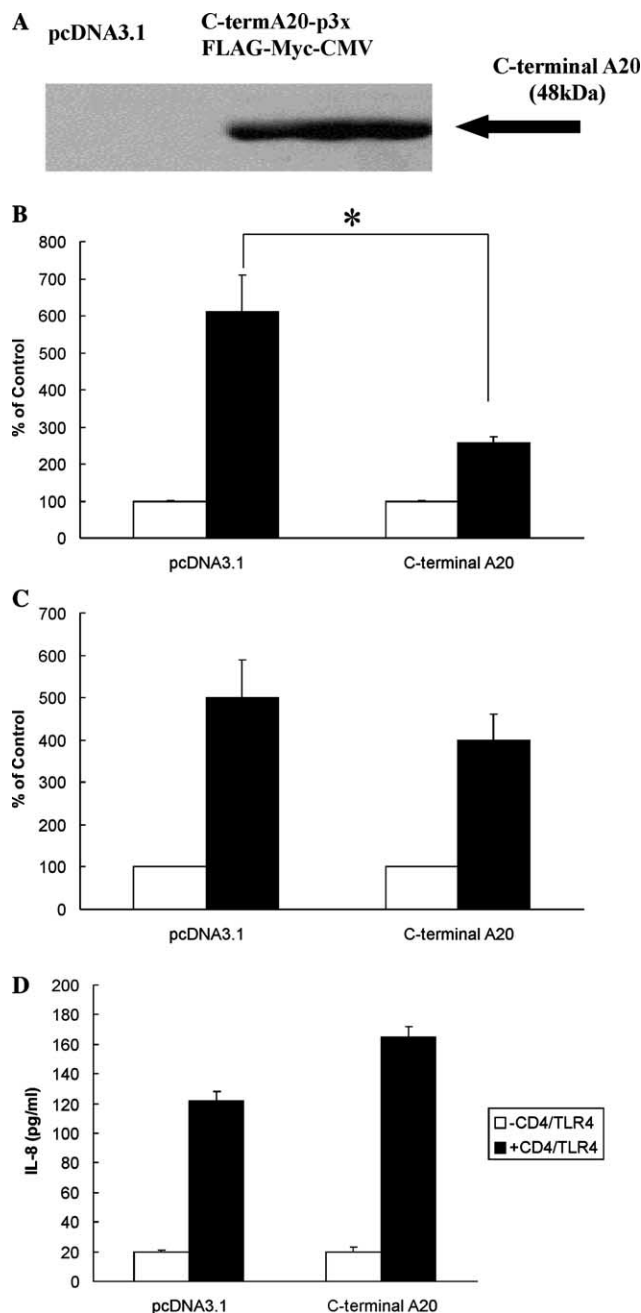 A
pcDNA3.1
C-termA20-p3x
FLAG-Myc-CMV
C-terminal A20
(48kDa)
B
*
% of Control
800
700
600
500
400
300
200
100
0
pcDNA3.1
C-terminal A20
C
% of Control
700
600
500
400
300
200
100
0
pcDNA3.1
C-terminal A20
D
IL-8 (pg/ml)
200
180
160
140
120
100
80
60
40
20
0
pcDNA3.1
C-terminal A20
-CD4/TLR4
+CD4/TLR4